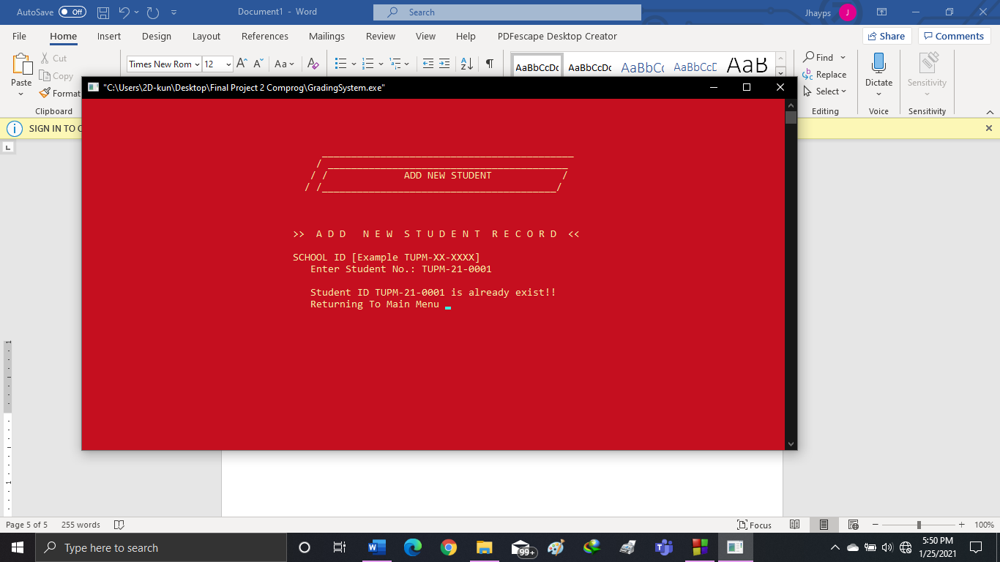 AutoSave Off Document1 - Word Search Jhayps J
File Home Insert Design Layout References Mailings Review View Help PDFescape Desktop Creator Share Comments
Paste Cut Copy Format
Times New Rom 12 Aa
AaBbCcDc AaBbCcDc AaBbCc AaBbCcD AaB
Find Replace Select
Dictate Sensitivity
Clipboard Editing Voice Sensitivity
SIGN IN TO
"C:\Users\2D-kun\Desktop\Final Project 2 Comprog\GradingSystem.exe"
ADD NEW STUDENT
>> A D D N E W S T U D E N T R E C O R D <<
SCHOOL ID [Example TUPM-XX-XXXX]
Enter Student No.: TUPM-21-0001
Student ID TUPM-21-0001 is already exist!!
Returning To Main Menu
Page 5 of 5 255 words Focus 100%
Type here to search 99+ 5:50 PM
1/25/2021